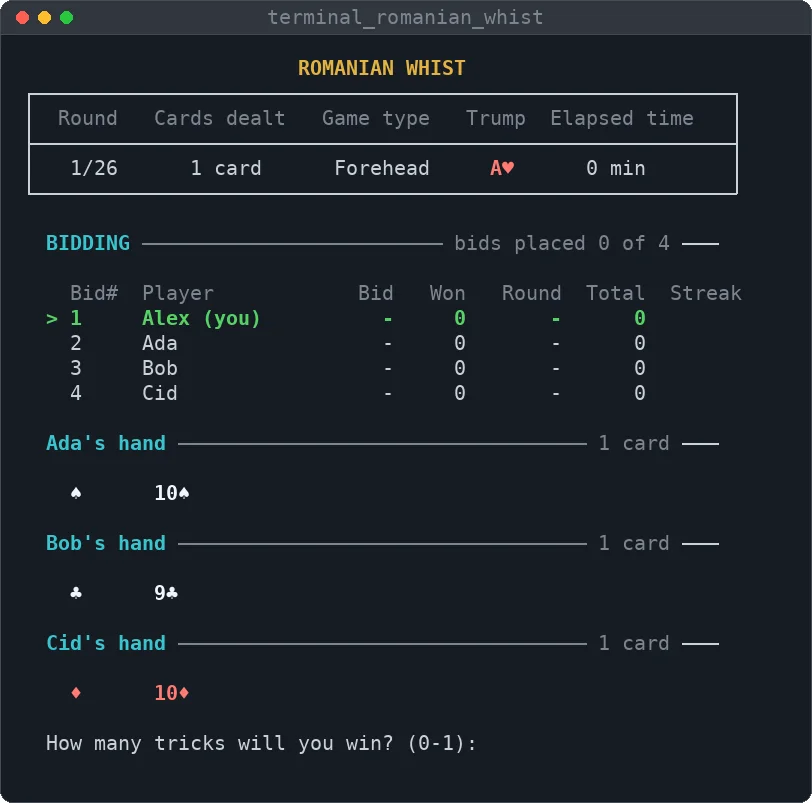 terminal_romanian_whist
ROMANIAN WHIST
Round Cards dealt Game type Trump Elapsed time
1/26 1 card Forehead A♥ 0 min
BIDDING bids placed 0 of 4
Bid# Player Bid Won Round Total Streak
> 1 Alex (you) - 0 - 0
2 Ada - 0 - 0
3 Bob - 0 - 0
4 Cid - 0 - 0
Ada's hand 1 card
♠ 10♠
Bob's hand 1 card
♣ 9♣
Cid's hand 1 card
♦ 10♦
How many tricks will you win? (0-1):